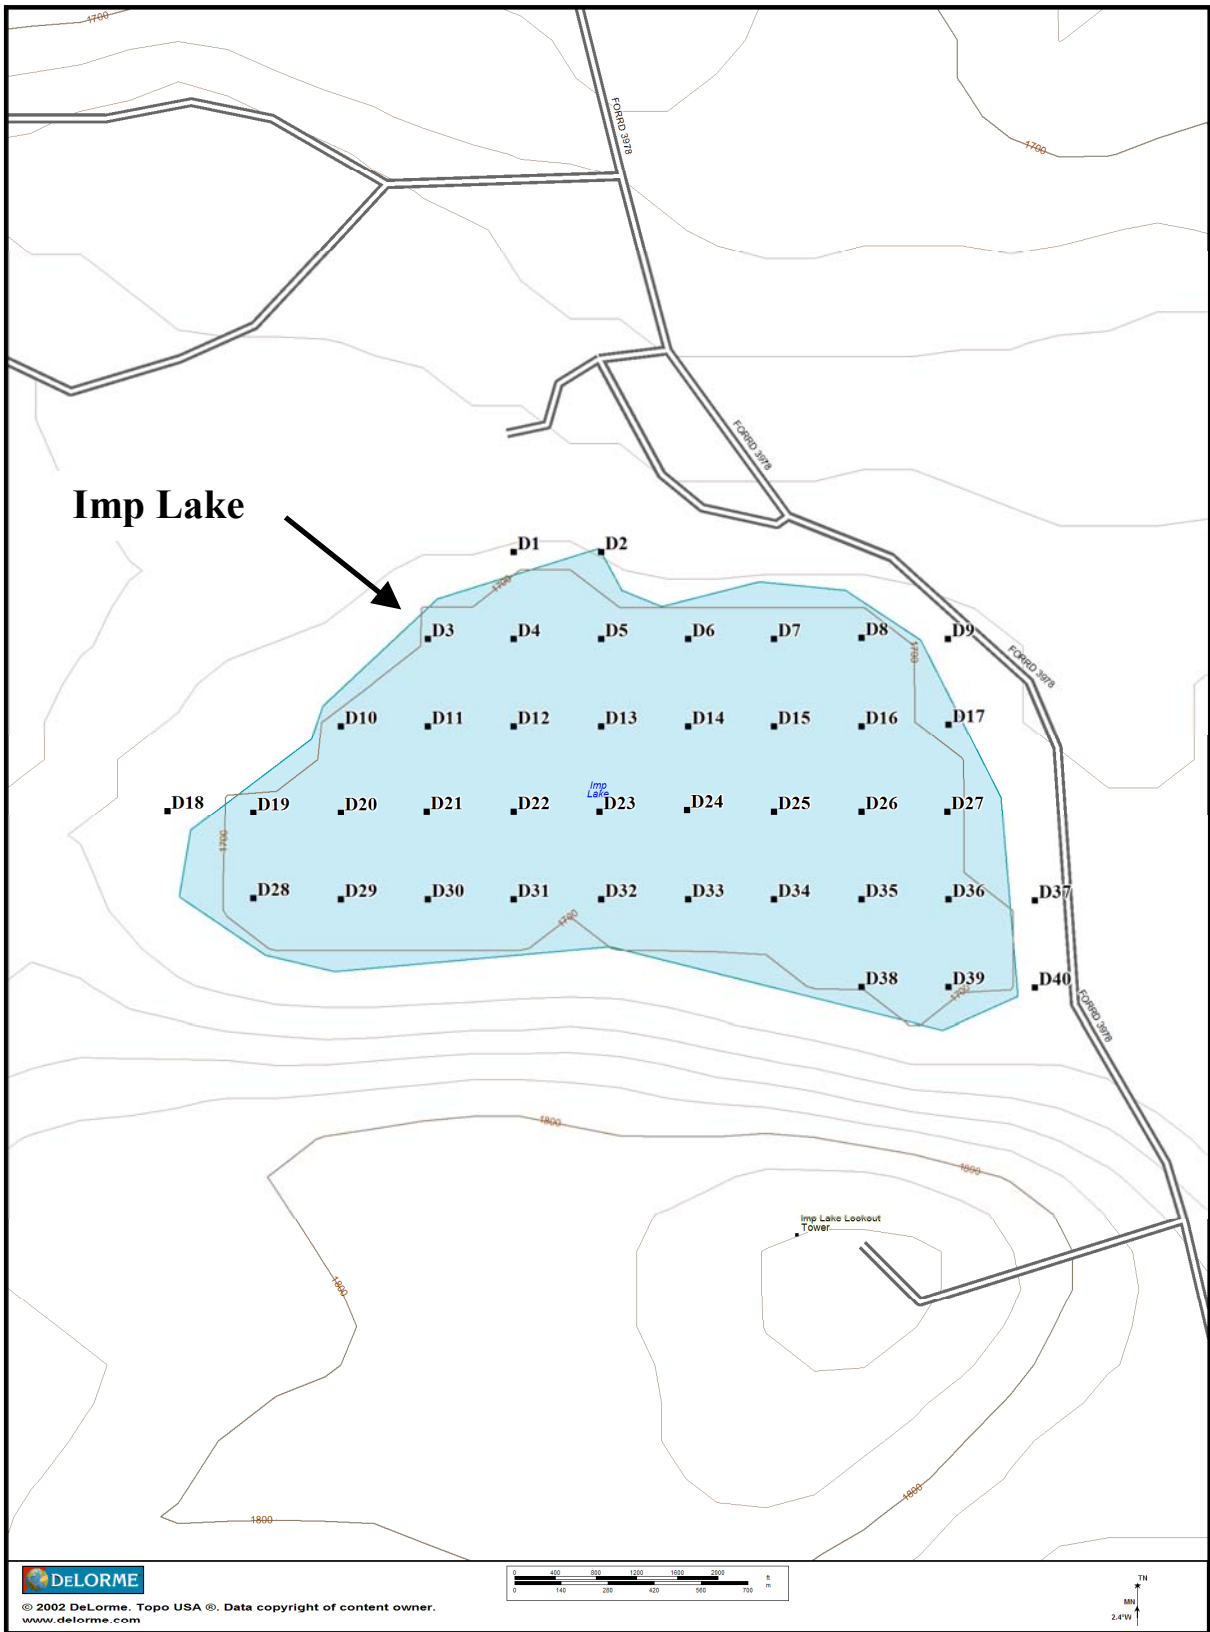 1700
FORRD 3978
1700
FORRD 3978
Imp Lake
D1
D2
1700
D3
D4
D5
D6
D7
D8
D9
1700
FORRD 3978
D10
D11
D12
D13
D14
D15
D16
D17
Imp
Lake
D18
D19
D20
D21
D22
D23
D24
D25
D26
D27
1700
D28
D29
D30
D31
D32
D33
D34
D35
D36
D37
1700
D38
D39
D40
1700
FORRD 3978
1800
1800
Imp Lake Lookout
Tower
1800
1800
1800
DELORME
© 2002 DeLorme. Topo USA ®. Data copyright of content owner.
www.delorme.com
0 400 800 1200 1600 2000 ft
0 140 280 420 560 700 m
TN
MN
2.4°W